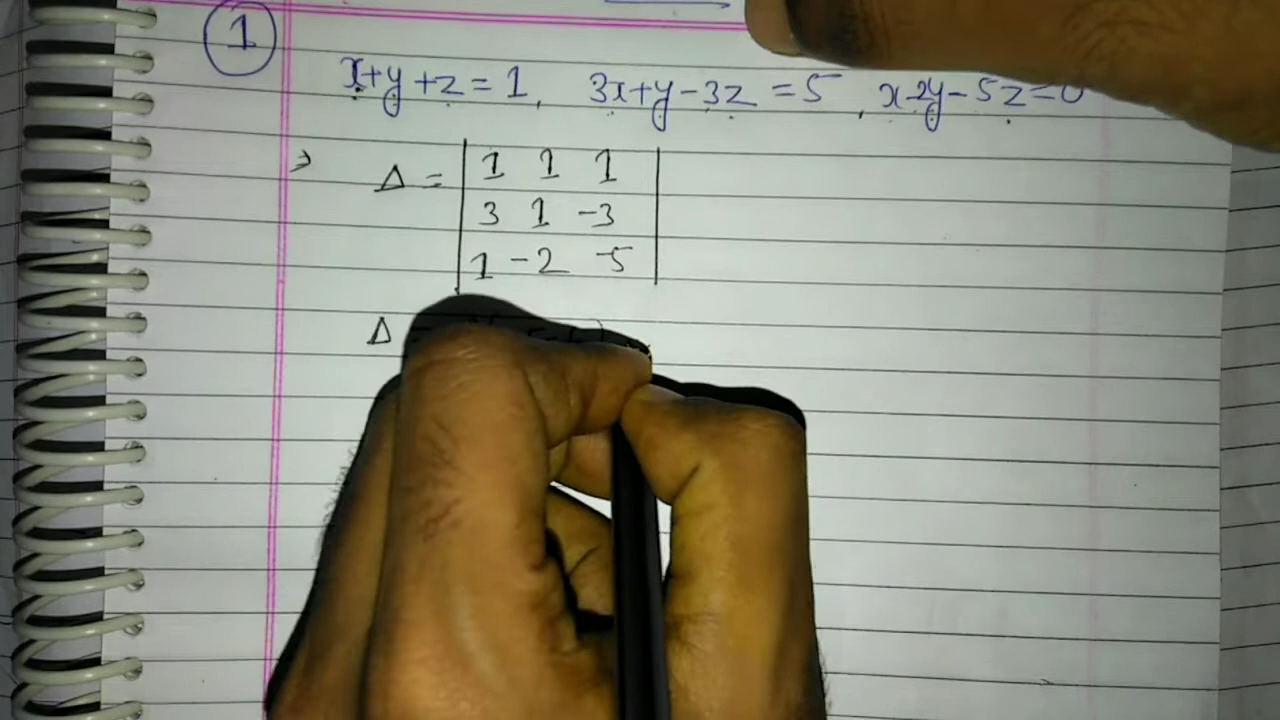 1
x+y+z=1, 3x+y-3z=5, x-2y-5z=0
⇒ Δ = | 1 1 1 |
| 3 1 -3 |
| 1 -2 -5 |
Δ